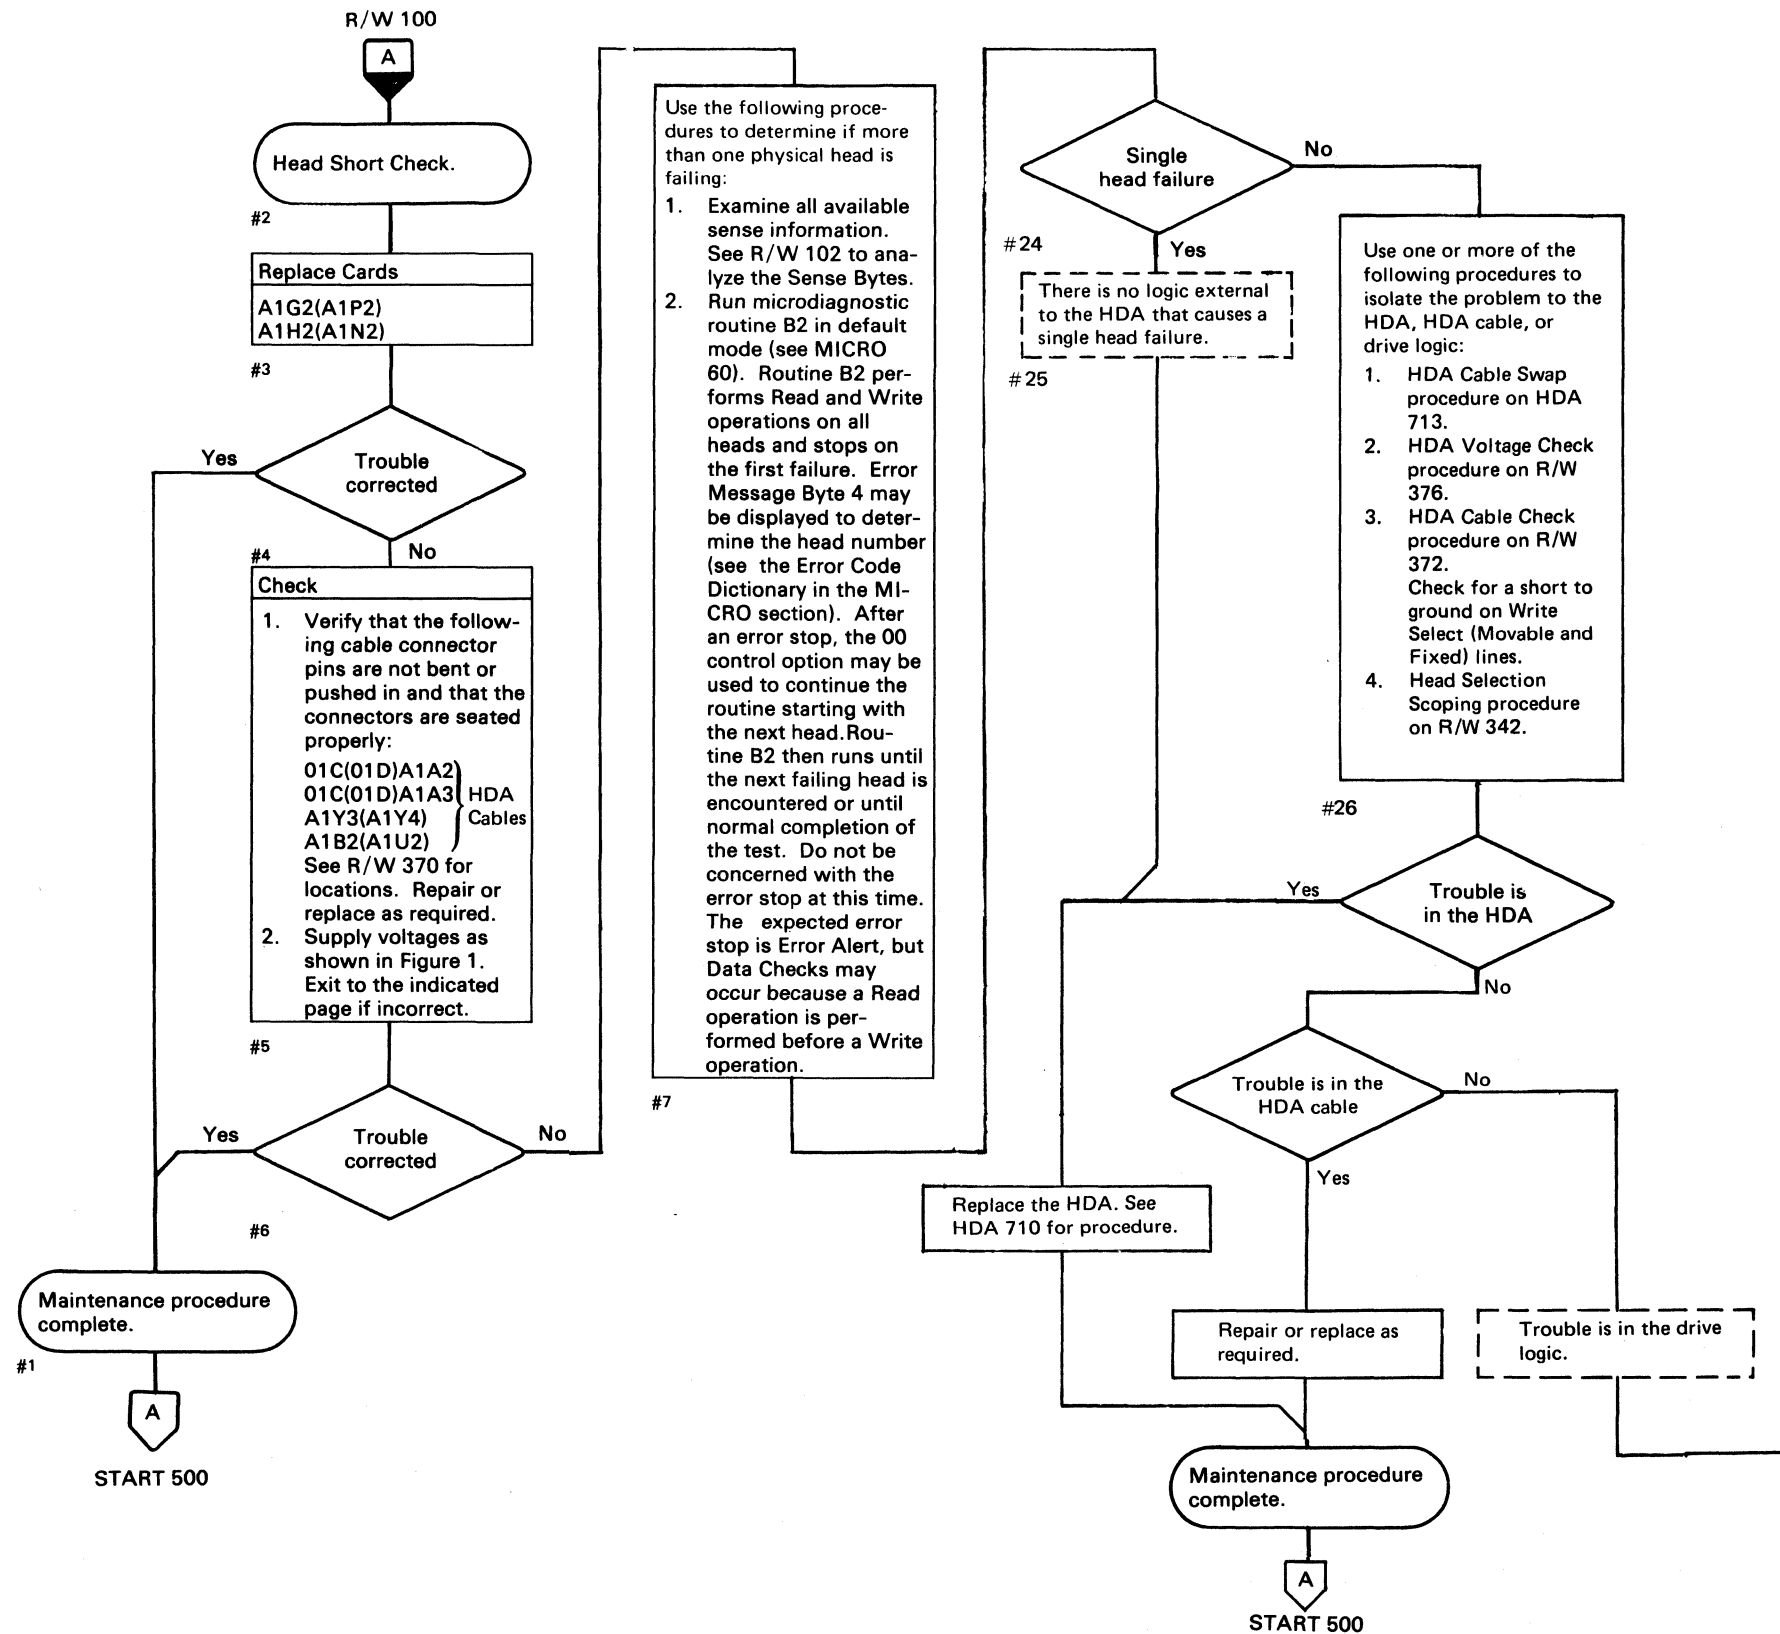 R/W 100
A
Head Short Check.
#2
Replace Cards
A1G2(A1P2)
A1H2(A1N2)
#3
Yes
Trouble
corrected
No
#4
Check
1. Verify that the follow-
ing cable connector
pins are not bent or
pushed in and that the
connectors are seated
properly:
01C(01D)A1A2
01C(01D)A1A3
A1Y3(A1Y4)
A1B2(A1U2)
HDA
Cables
See R/W 370 for
locations. Repair or
replace as required.
2. Supply voltages as
shown in Figure 1.
Exit to the indicated
page if incorrect.
#5
Yes
Trouble
corrected
No
#6
Maintenance procedure
complete.
#1
A
START 500
Use the following proce-
dures to determine if more
than one physical head is
failing:
1. Examine all available
sense information.
See R/W 102 to ana-
lyze the Sense Bytes.
2. Run microdiagnostic
routine B2 in default
mode (see MICRO
60). Routine B2 per-
forms Read and Write
operations on all
heads and stops on
the first failure. Error
Message Byte 4 may
be displayed to deter-
mine the head number
(see the Error Code
Dictionary in the MI-
CRO section). After
an error stop, the 00
control option may be
used to continue the
routine starting with
the next head.Rou-
tine B2 then runs until
the next failing head is
encountered or until
normal completion of
the test. Do not be
concerned with the
error stop at this time.
The expected error
stop is Error Alert, but
Data Checks may
occur because a Read
operation is per-
formed before a Write
operation.
#7
Single
head failure
No
#24
Yes
There is no logic external
to the HDA that causes a
single head failure.
#25
Use one or more of the
following procedures to
isolate the problem to the
HDA, HDA cable, or
drive logic:
1. HDA Cable Swap
procedure on HDA
713.
2. HDA Voltage Check
procedure on R/W
376.
3. HDA Cable Check
procedure on R/W
372.
Check for a short to
ground on Write
Select (Movable and
Fixed) lines.
4. Head Selection
Scoping procedure
on R/W 342.
#26
Yes
Trouble is
in the HDA
No
Trouble is in the
HDA cable
No
Yes
Replace the HDA. See
HDA 710 for procedure.
Repair or replace as
required.
Trouble is in the drive
logic.
Maintenance procedure
complete.
A
START 500